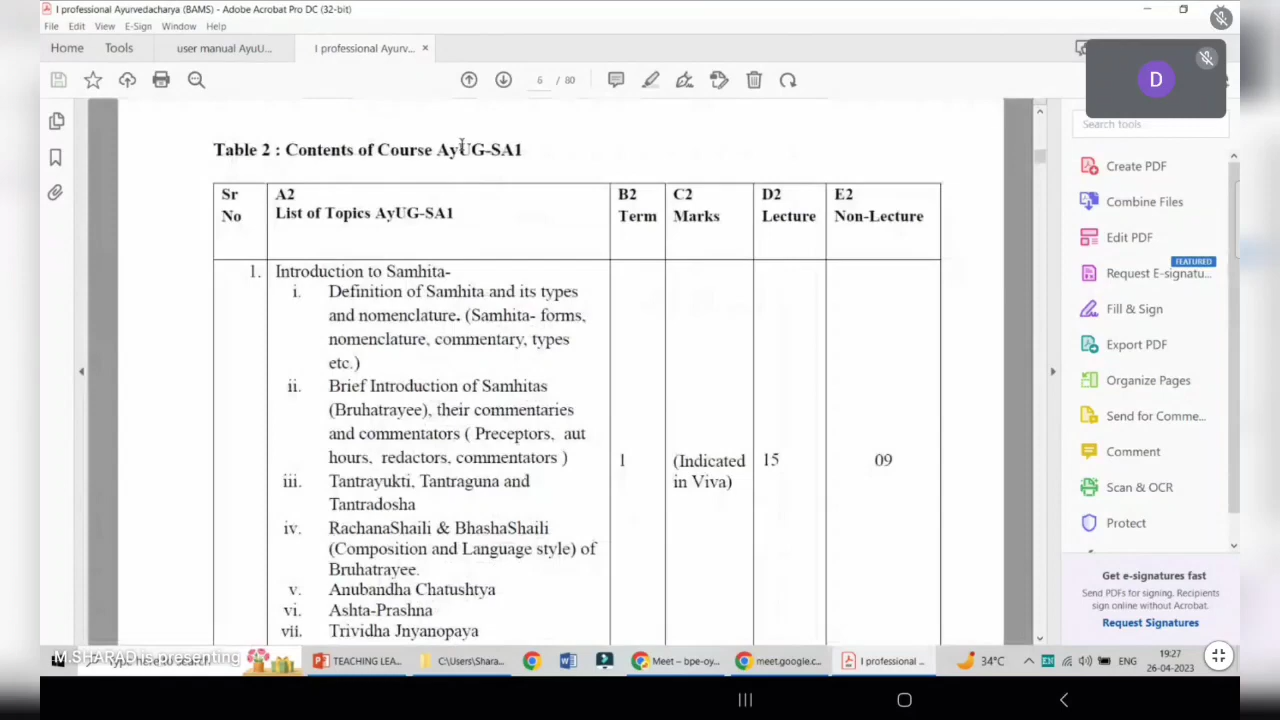 I professional Ayurvedacharya (BAMS) - Adobe Acrobat Pro DC (32-bit)
File Edit View E-Sign Window Help
Home Tools user manual AyuU... I professional Ayurv... ×
6 / 80
D
Search tools...
Table 2 : Contents of Course AyUG-SA1
Sr No A2 List of Topics AyUG-SA1 B2 Term C2 Marks D2 Lecture E2 Non-Lecture
1. Introduction to Samhita-
i. Definition of Samhita and its types
and nomenclature. (Samhita- forms,
nomenclature, commentary, types
etc.)
ii. Brief Introduction of Samhitas
(Bruhatrayee), their commentaries
and commentators ( Preceptors, aut
hours, redactors, commentators )
iii. Tantrayukti, Tantraguna and
Tantradosha
iv. RachanaShaili & BhashaShaili
(Composition and Language style) of
Bruhatrayee.
v. Anubandha Chatushtya
vi. Ashta-Prashna
vii. Trividha Jnyanopaya
1
(Indicated
in Viva)
15
09
Create PDF
Combine Files
Edit PDF
FEATURED
Request E-signatu...
Fill & Sign
Export PDF
Organize Pages
Send for Comme...
Comment
Scan & OCR
Protect
Get e-signatures fast
Send PDFs for signing. Recipients
sign online without Acrobat.
Request Signatures
M.SHARAD is presenting
TEACHING LEA... C:\Users\Shara... Meet – bpe-oy... meet.google.c... I professional ... 34°C ENG 19:27
26-04-2023